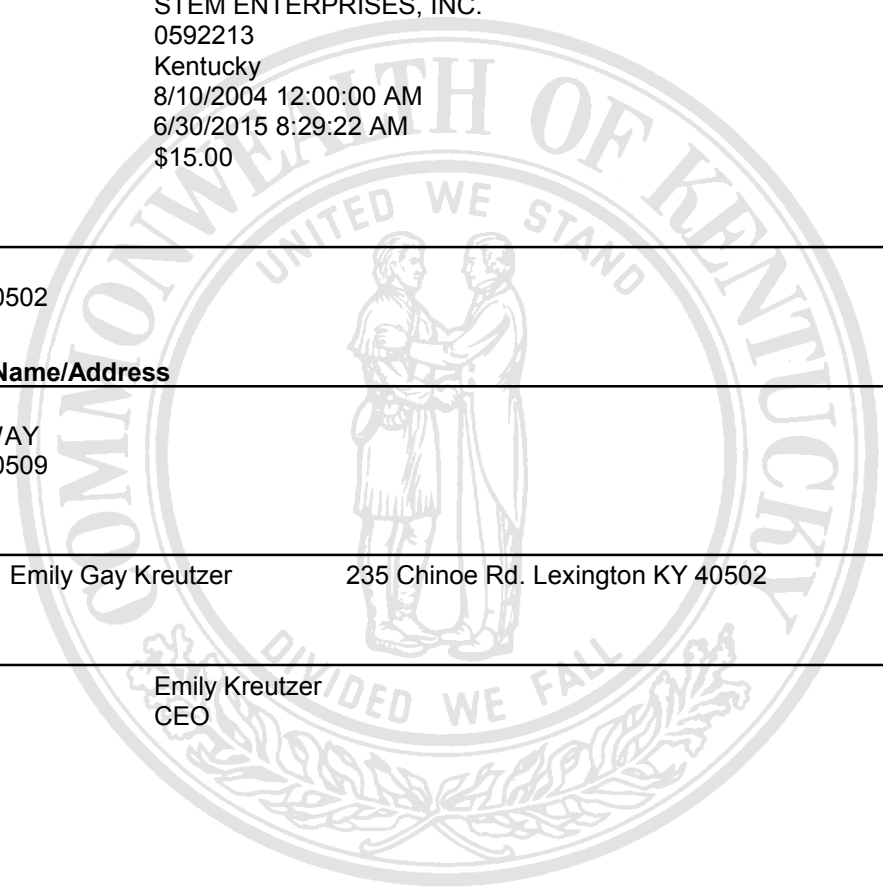 STEM ENTERPRISES, INC.
0592213
Kentucky
8/10/2004 12:00:00 AM
6/30/2015 8:29:22 AM
$15.00
0502
Name/Address
WAY
0509
Emily Gay Kreutzer 235 Chinoe Rd. Lexington KY 40502
Emily Kreutzer
CEO
COMMONWEALTH OF KENTUCKY
UNITED WE STAND
DIVIDED WE FALL